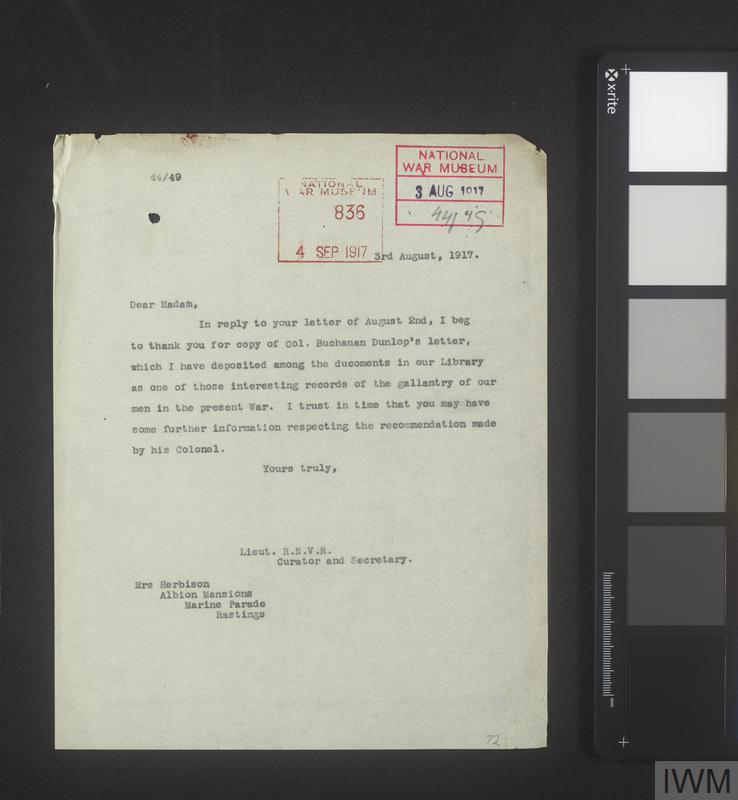 44/49
NATIONAL
WAR MUSEUM
3 AUG 1917
44/49
NATIONAL
WAR MUSEUM
836
4 SEP 1917
3rd August, 1917.
Dear Madam,
In reply to your letter of August 2nd, I beg
to thank you for copy of Col. Buchanan Dunlop's letter,
which I have deposited among the ducoments in our Library
as one of those interesting records of the gallantry of our
men in the present War. I trust in time that you may have
some further information respecting the recommendation made
by his Colonel.
Yours truly,
Lieut. R.N.V.R.
Curator and Secretary.
Mrs Herbison
Albion Mansions
Marine Parade
Hastings
72
x-rite
mm
IWM